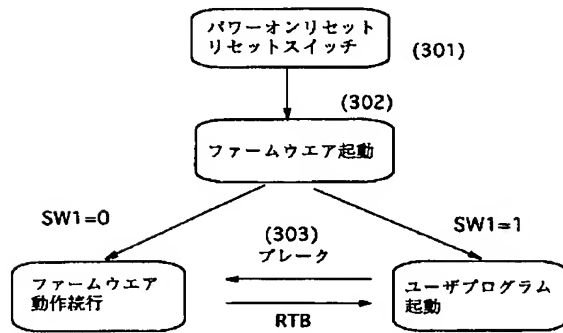 パワーオンリセット
リセットスイッチ
(301)
(302)
ファームウエア起動
SW1=0
SW1=1
(303)
ブレーク
ファームウエア
動作続行
RTB
ユーザプログラム
起動